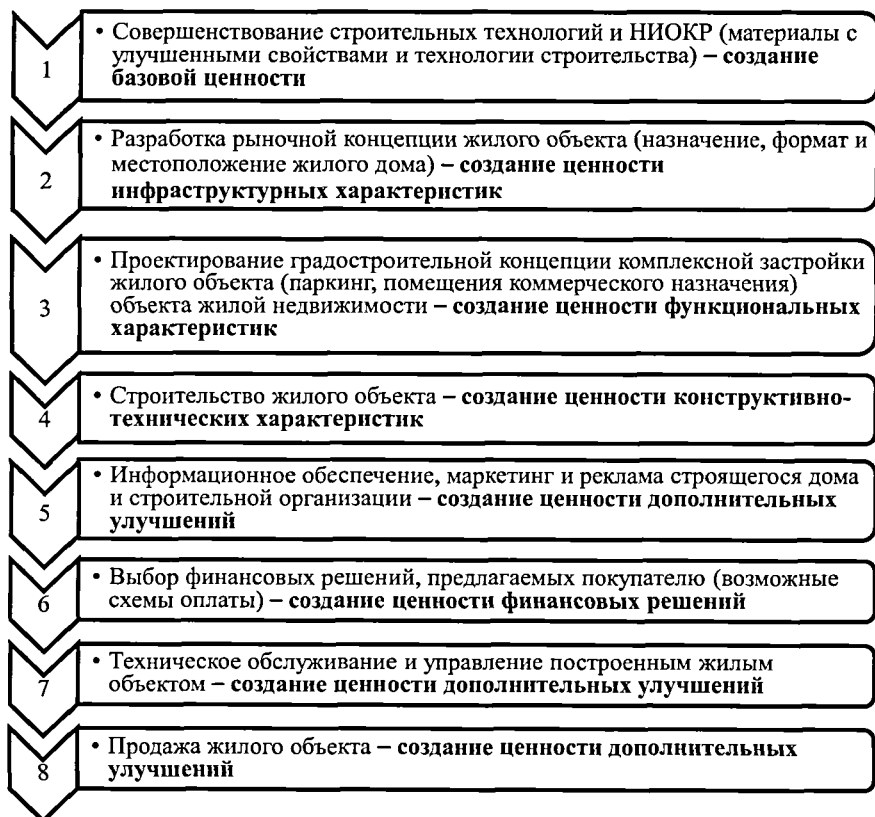 1
• Совершенствование строительных технологий и НИОКР (материалы с
улучшенными свойствами и технологии строительства) – создание
базовой ценности
2
• Разработка рыночной концепции жилого объекта (назначение, формат и
местоположение жилого дома) – создание ценности
инфраструктурных характеристик
3
• Проектирование градостроительной концепции комплексной застройки
жилого объекта (паркинг, помещения коммерческого назначения)
объекта жилой недвижимости – создание ценности функциональных
характеристик
4
• Строительство жилого объекта – создание ценности конструктивно-
технических характеристик
5
• Информационное обеспечение, маркетинг и реклама строящегося дома
и строительной организации – создание ценности дополнительных
улучшений
6
• Выбор финансовых решений, предлагаемых покупателю (возможные
схемы оплаты) – создание ценности финансовых решений
7
• Техническое обслуживание и управление построенным жилым
объектом – создание ценности дополнительных улучшений
8
• Продажа жилого объекта – создание ценности дополнительных
улучшений